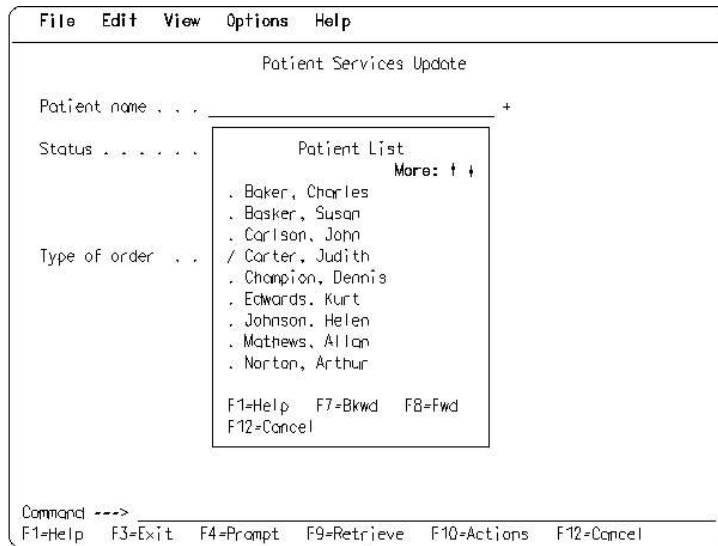 File Edit View Options Help
Patient Services Update
Patient name . . . ____________________ +
Status . . . . . .
Patient List
More: ↑ ↓
. Baker, Charles
. Basker, Susan
. Carlson, John
Type of order . . / Carter, Judith
. Champion, Dennis
. Edwards. Kurt
. Johnson. Helen
. Mathews, Allan
. Norton, Arthur
F1=Help F7=Bkwd F8=Fwd
F12=Cancel
Command ---> ____________________
F1=Help F3=Exit F4=Prompt F9=Retrieve F10=Actions F12=Cancel